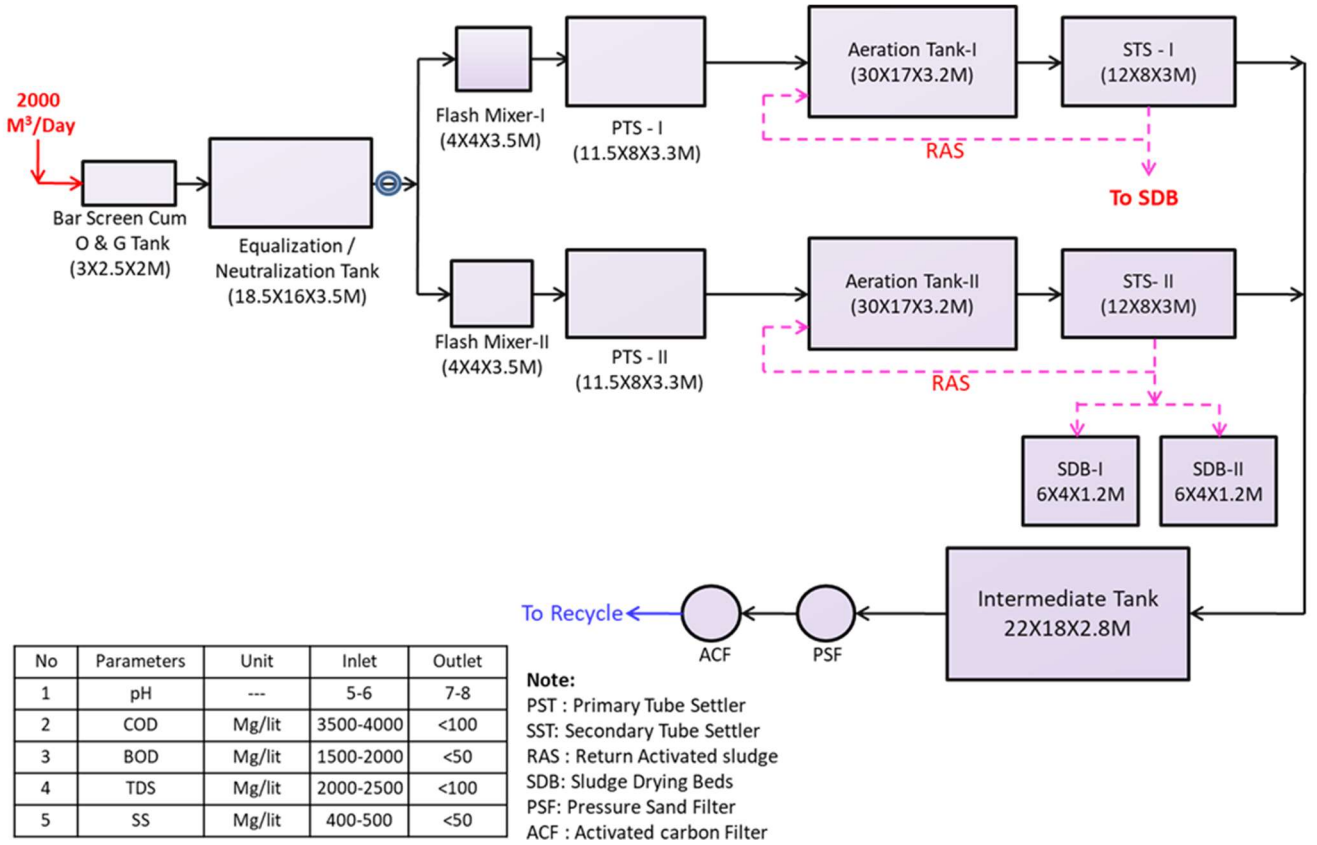 2000
M³/Day
Bar Screen Cum
O & G Tank
(3X2.5X2M)
Equalization /
Neutralization Tank
(18.5X16X3.5M)
Flash Mixer-I
(4X4X3.5M)
PTS - I
(11.5X8X3.3M)
Aeration Tank-I
(30X17X3.2M)
STS - I
(12X8X3M)
RAS
To SDB
Flash Mixer-II
(4X4X3.5M)
PTS - II
(11.5X8X3.3M)
Aeration Tank-II
(30X17X3.2M)
STS- II
(12X8X3M)
RAS
SDB-I
6X4X1.2M
SDB-II
6X4X1.2M
Intermediate Tank
22X18X2.8M
PSF
ACF
To Recycle
No Parameters Unit Inlet Outlet
1 pH --- 5-6 7-8
2 COD Mg/lit 3500-4000 <100
3 BOD Mg/lit 1500-2000 <50
4 TDS Mg/lit 2000-2500 <100
5 SS Mg/lit 400-500 <50
Note:
PST : Primary Tube Settler
SST: Secondary Tube Settler
RAS : Return Activated sludge
SDB: Sludge Drying Beds
PSF: Pressure Sand Filter
ACF : Activated carbon Filter